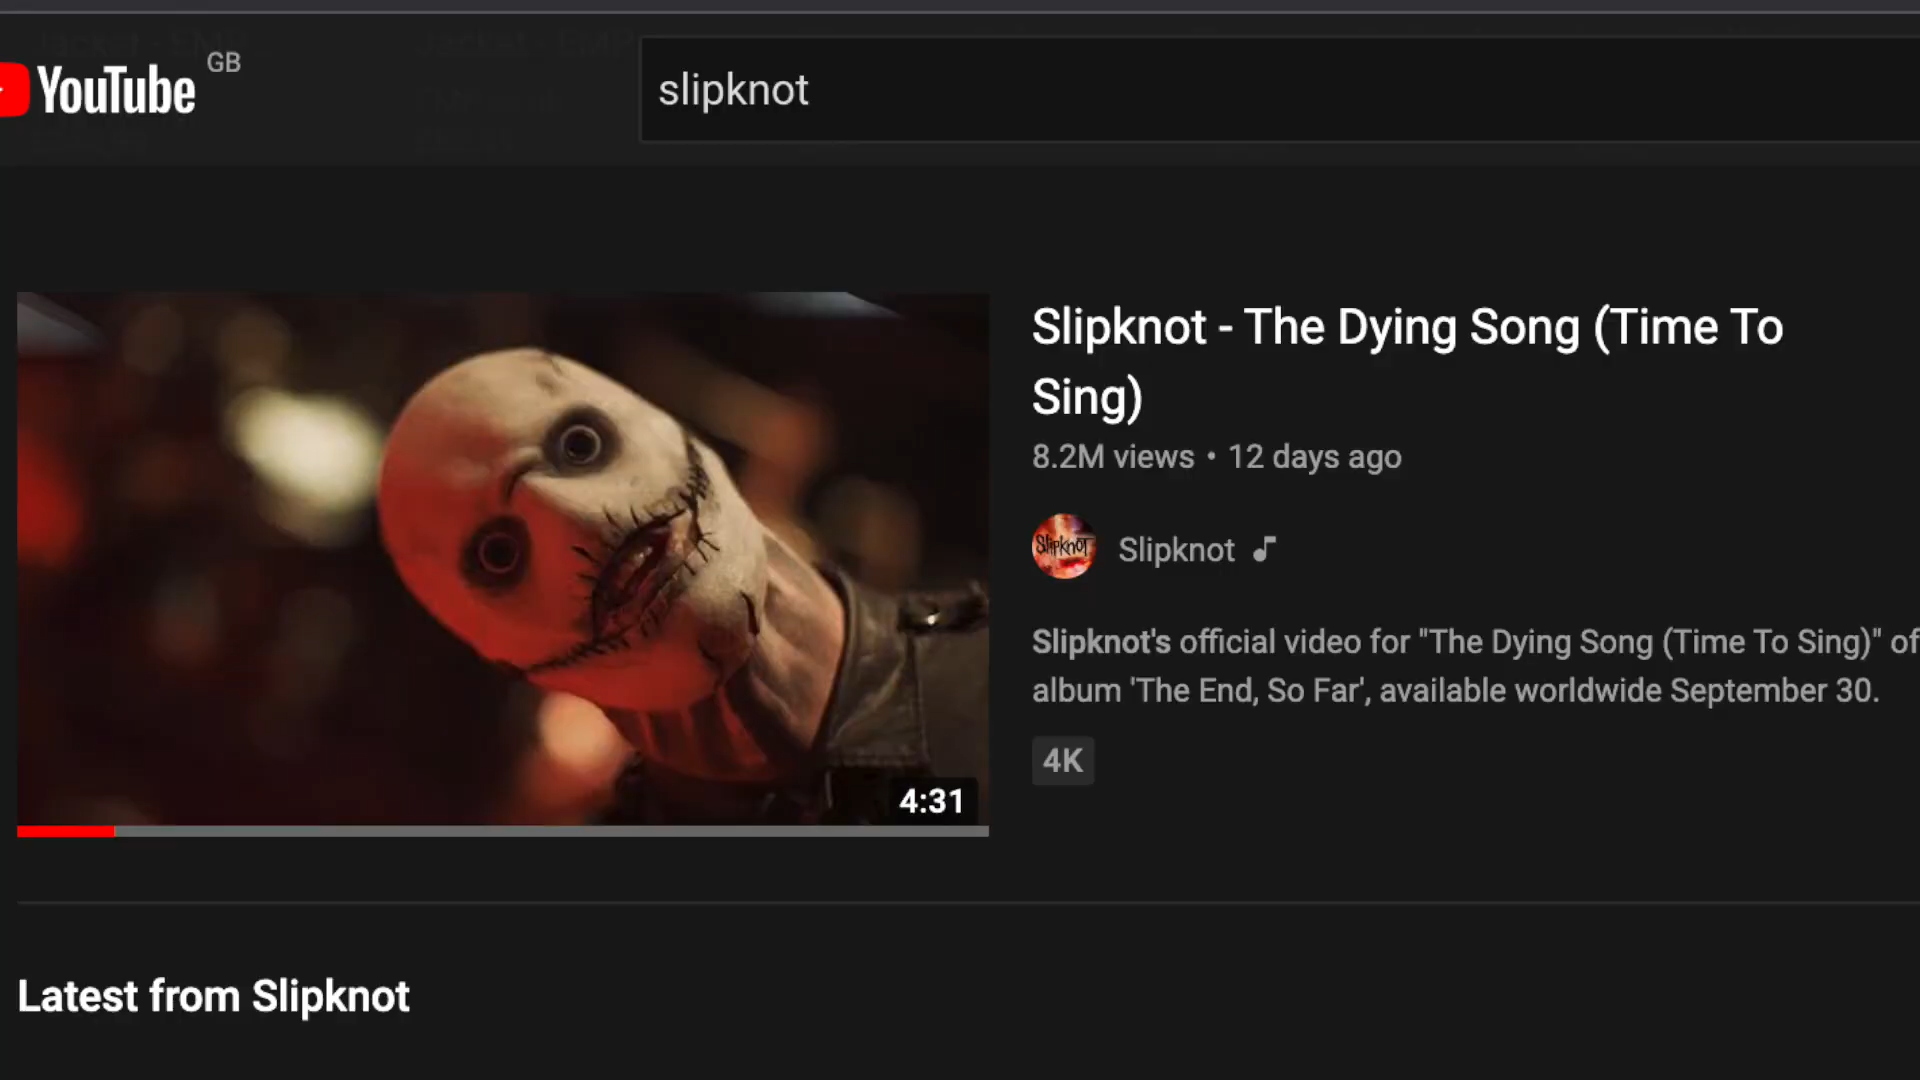 YouTube GB
slipknot
Slipknot - The Dying Song (Time To
Sing)
8.2M views • 12 days ago
Slipknot
Slipknot
Slipknot's official video for "The Dying Song (Time To Sing)" of
album 'The End, So Far', available worldwide September 30.
4K
4:31
Latest from Slipknot